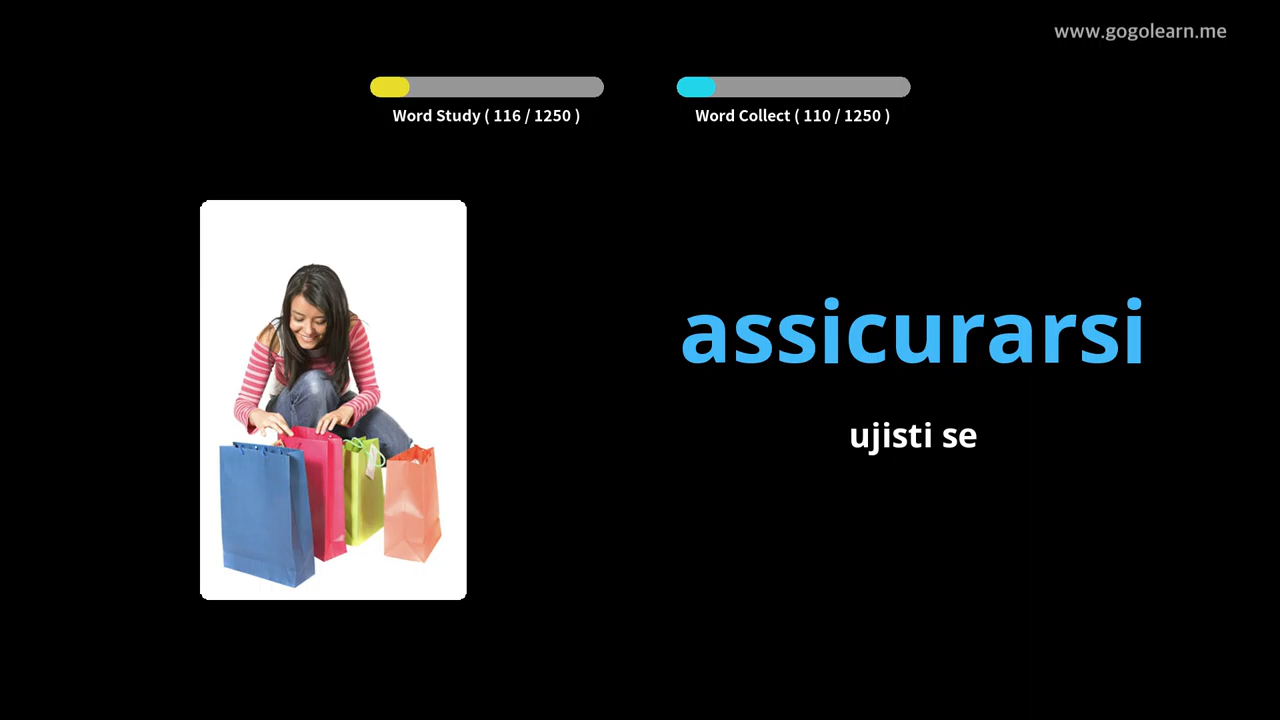 www.gogolearn.me
Word Study ( 116 / 1250 )
Word Collect ( 110 / 1250 )
assicurarsi
ujisti se